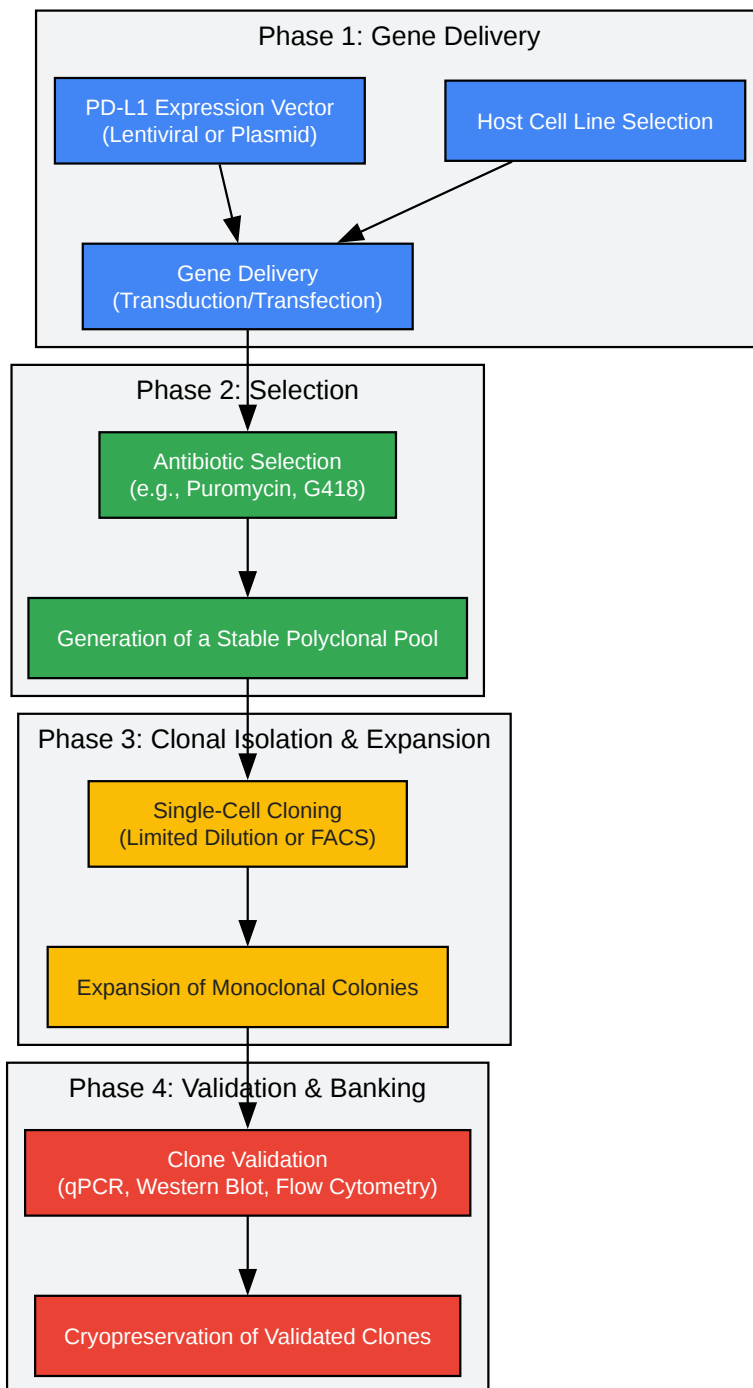 Phase 1: Gene Delivery
PD-L1 Expression Vector
(Lentiviral or Plasmid)
Host Cell Line Selection
Gene Delivery
(Transduction/Transfection)
Phase 2: Selection
Antibiotic Selection
(e.g., Puromycin, G418)
Generation of a Stable Polyclonal Pool
Phase 3: Clonal Isolation & Expansion
Single-Cell Cloning
(Limited Dilution or FACS)
Expansion of Monoclonal Colonies
Phase 4: Validation & Banking
Clone Validation
(qPCR, Western Blot, Flow Cytometry)
Cryopreservation of Validated Clones